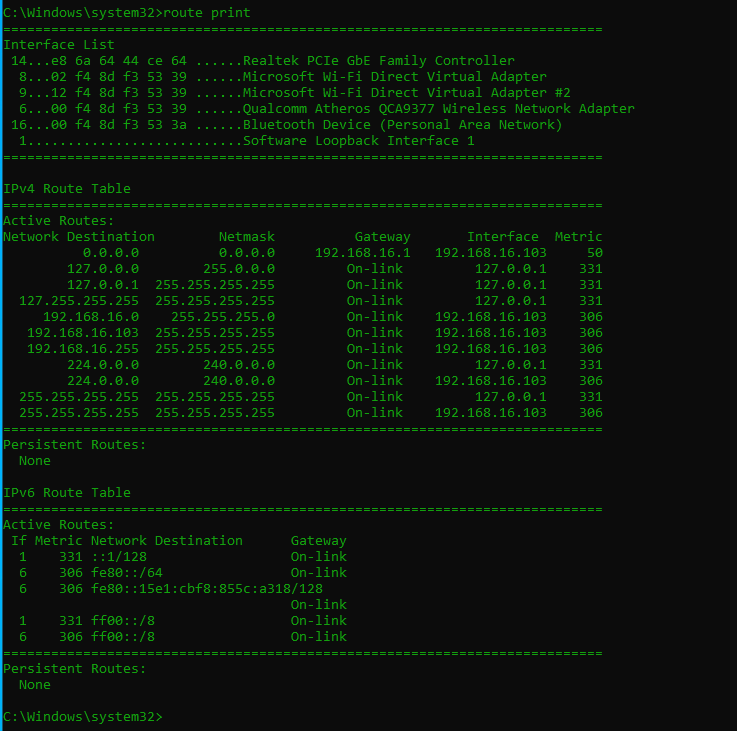 C:\Windows\system32>route print
===========================================================================
Interface List
 14...e8 6a 64 44 ce 64 ......Realtek PCIe GbE Family Controller
  8...02 f4 8d f3 53 39 ......Microsoft Wi-Fi Direct Virtual Adapter
  9...12 f4 8d f3 53 39 ......Microsoft Wi-Fi Direct Virtual Adapter #2
  6...00 f4 8d f3 53 39 ......Qualcomm Atheros QCA9377 Wireless Network Adapter
 16...00 f4 8d f3 53 3a ......Bluetooth Device (Personal Area Network)
  1...........................Software Loopback Interface 1
===========================================================================

IPv4 Route Table
===========================================================================
Active Routes:
Network Destination        Netmask          Gateway       Interface  Metric
          0.0.0.0          0.0.0.0     192.168.16.1   192.168.16.103     50
        127.0.0.0        255.0.0.0         On-link         127.0.0.1    331
        127.0.0.1  255.255.255.255         On-link         127.0.0.1    331
  127.255.255.255  255.255.255.255         On-link         127.0.0.1    331
     192.168.16.0    255.255.255.0         On-link    192.168.16.103    306
   192.168.16.103  255.255.255.255         On-link    192.168.16.103    306
   192.168.16.255  255.255.255.255         On-link    192.168.16.103    306
        224.0.0.0        240.0.0.0         On-link         127.0.0.1    331
        224.0.0.0        240.0.0.0         On-link    192.168.16.103    306
  255.255.255.255  255.255.255.255         On-link         127.0.0.1    331
  255.255.255.255  255.255.255.255         On-link    192.168.16.103    306
===========================================================================
Persistent Routes:
  None

IPv6 Route Table
===========================================================================
Active Routes:
 If Metric Network Destination      Gateway
  1    331 ::1/128                  On-link
  6    306 fe80::/64                On-link
  6    306 fe80::15e1:cbf8:855c:a318/128
                                    On-link
  1    331 ff00::/8                 On-link
  6    306 ff00::/8                 On-link
===========================================================================
Persistent Routes:
  None

C:\Windows\system32>